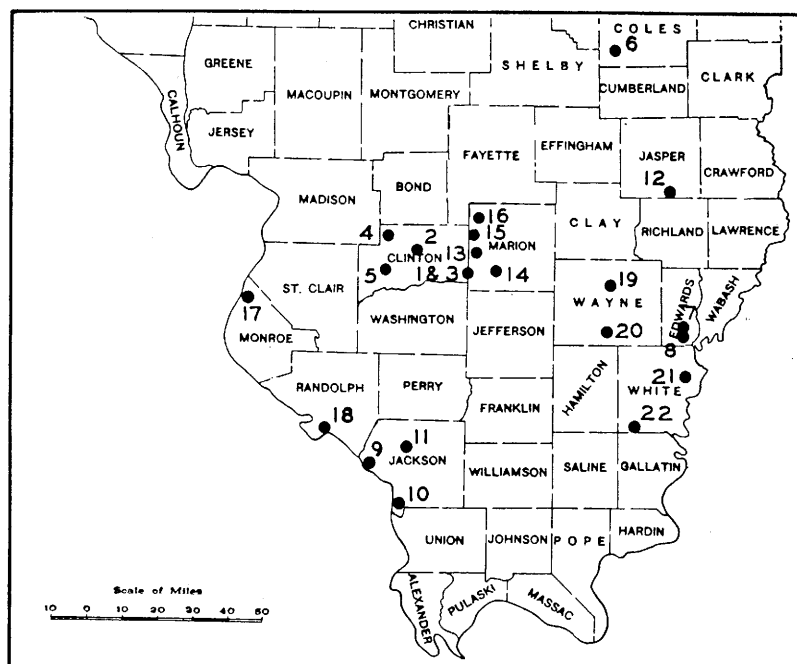 CHRISTIAN
COLES
6
GREENE
SHELBY
CLARK
MACOUPIN
MONTGOMERY
CUMBERLAND
CALHOUN
JERSEY
FAYETTE
EFFINGHAM
JASPER
CRAWFORD
12
MADISON
BOND
16
CLAY
RICHLAND
LAWRENCE
4
2
15
MARION
13
CLINTON
5
1 & 3
14
19
ST. CLAIR
WAYNE
EDWARDS
WABASH
17
WASHINGTON
JEFFERSON
7
MONROE
20
8
RANDOLPH
PERRY
HAMILTON
21
WHITE
FRANKLIN
18
22
11
9
JACKSON
WILLIAMSON
SALINE
GALLATIN
10
UNION
JOHNSON
POPE
HARDIN
ALEXANDER
PULASKI
MASSAC
Scale of Miles
10 0 10 20 30 40 50